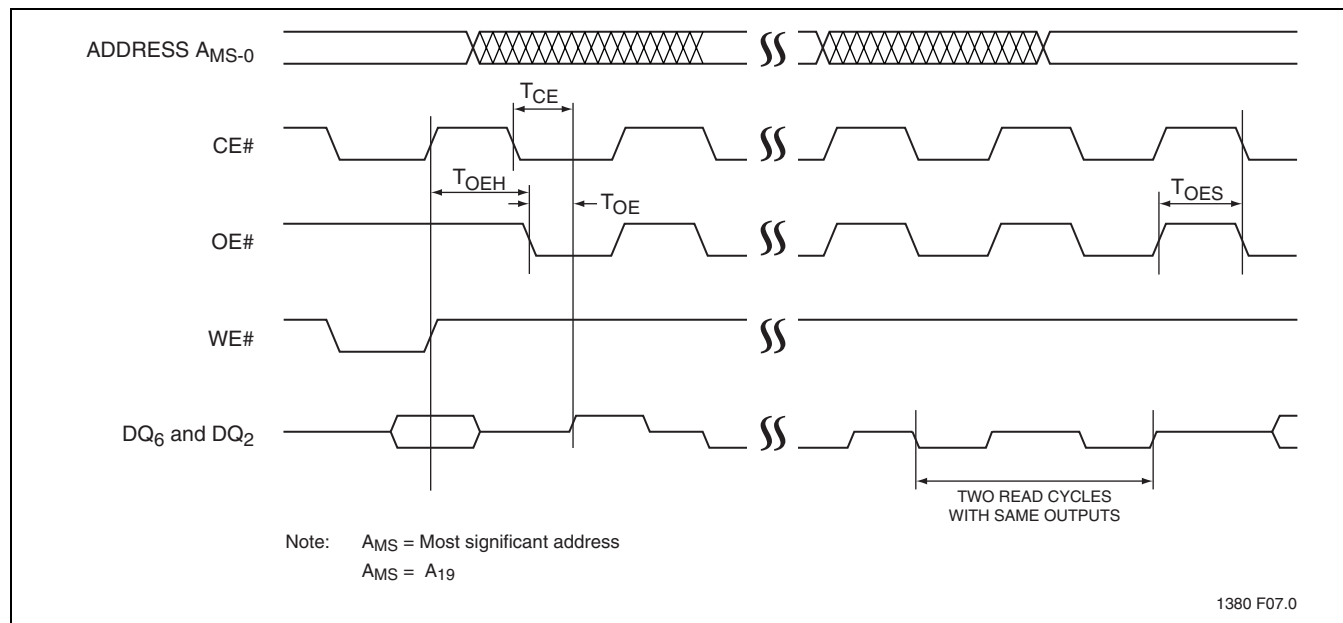 ADDRESS AMS-0
TCE
CE#
TOEH
TOE
TOES
OE#
WE#
DQ6 and DQ2
TWO READ CYCLES
WITH SAME OUTPUTS
Note: AMS = Most significant address
AMS = A19
1380 F07.0